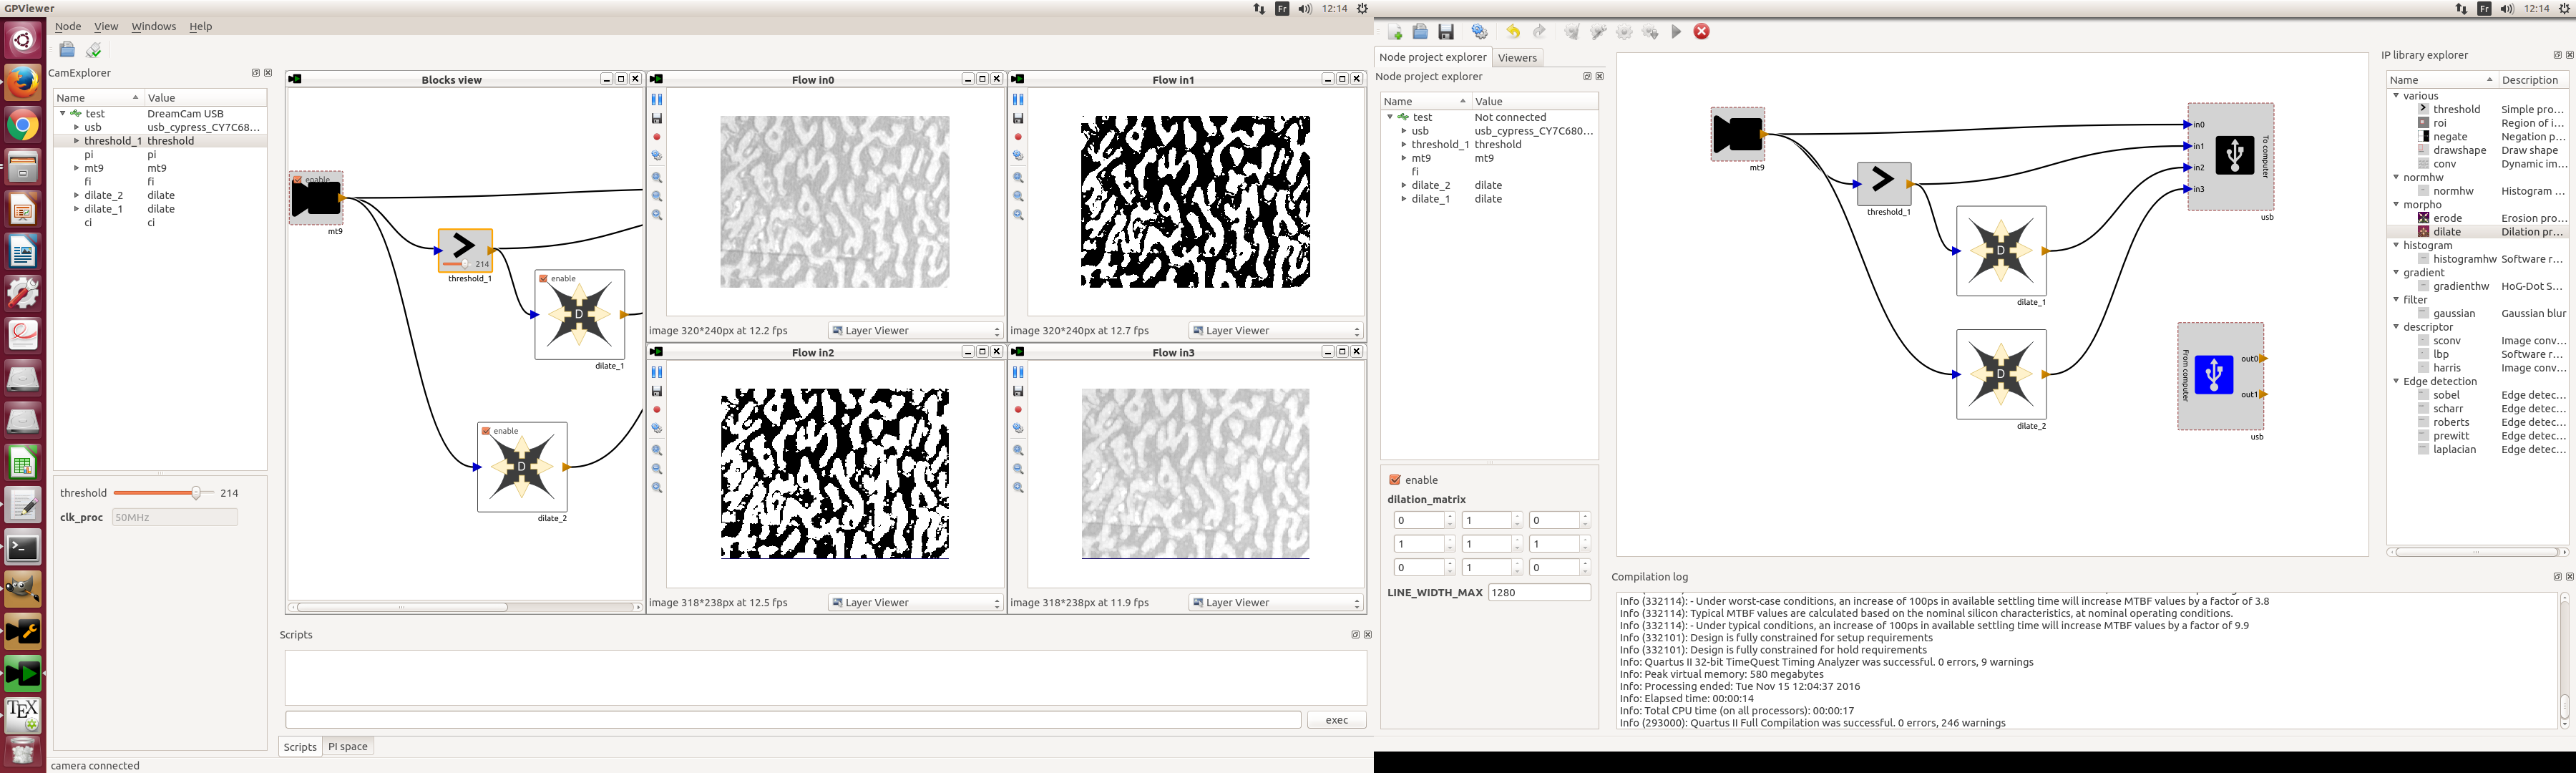 GPViewer
Fr
12:14
Node View Windows Help
CamExplorer
Name Value
test DreamCam USB
usb usb_cypress_CY7C68...
threshold_1 threshold
pi pi
mt9 mt9
fi fi
dilate_2 dilate
dilate_1 dilate
ci ci
threshold 214
clk_proc 50MHz
Blocks view
enable
mt9
214
threshold_1
enable
D
dilate_1
enable
D
dilate_2
Flow in0
image 320*240px at 12.2 fps Layer Viewer
Flow in1
image 320*240px at 12.7 fps Layer Viewer
Flow in2
image 318*238px at 12.5 fps Layer Viewer
Flow in3
image 318*238px at 11.9 fps Layer Viewer
Scripts
exec
Scripts PI space
camera connected
Fr
12:14
Node project explorer Viewers
Node project explorer
Name Value
test Not connected
usb usb_cypress_CY7C680...
threshold_1 threshold
mt9 mt9
fi
dilate_2 dilate
dilate_1 dilate
enable
dilation_matrix
0 1 0
1 1 1
0 1 0
LINE_WIDTH_MAX 1280
mt9
threshold_1
D
dilate_1
D
dilate_2
in0
in1
in2
in3
To computer
usb
From computer
out0
out1
usb
IP library explorer
Name Description
various
threshold Simple pro...
roi Region of i...
negate Negation p...
drawshape Draw shape
conv Dynamic im...
normhw
normhw Histogram ...
morpho
erode Erosion pro...
dilate Dilation pr...
histogram
histogramhw Software r...
gradient
gradienthw HoG-Dot S...
filter
gaussian Gaussian blur
descriptor
sconv Image conv...
lbp Software r...
harris Image conv...
Edge detection
sobel Edge detec...
scharr Edge detec...
roberts Edge detec...
prewitt Edge detec...
laplacian Edge detec...
Compilation log
Info (332114): - Under worst-case conditions, an increase of 100ps in available settling time will increase MTBF values by a factor of 3.8
Info (332114): Typical MTBF values are calculated based on the nominal silicon characteristics, at nominal operating conditions.
Info (332114): - Under typical conditions, an increase of 100ps in available settling time will increase MTBF values by a factor of 9.9
Info (332101): Design is fully constrained for setup requirements
Info (332101): Design is fully constrained for hold requirements
Info: Quartus II 32-bit TimeQuest Timing Analyzer was successful. 0 errors, 9 warnings
Info: Peak virtual memory: 580 megabytes
Info: Processing ended: Tue Nov 15 12:04:37 2016
Info: Elapsed time: 00:00:14
Info: Total CPU time (on all processors): 00:00:17
Info (293000): Quartus II Full Compilation was successful. 0 errors, 246 warnings